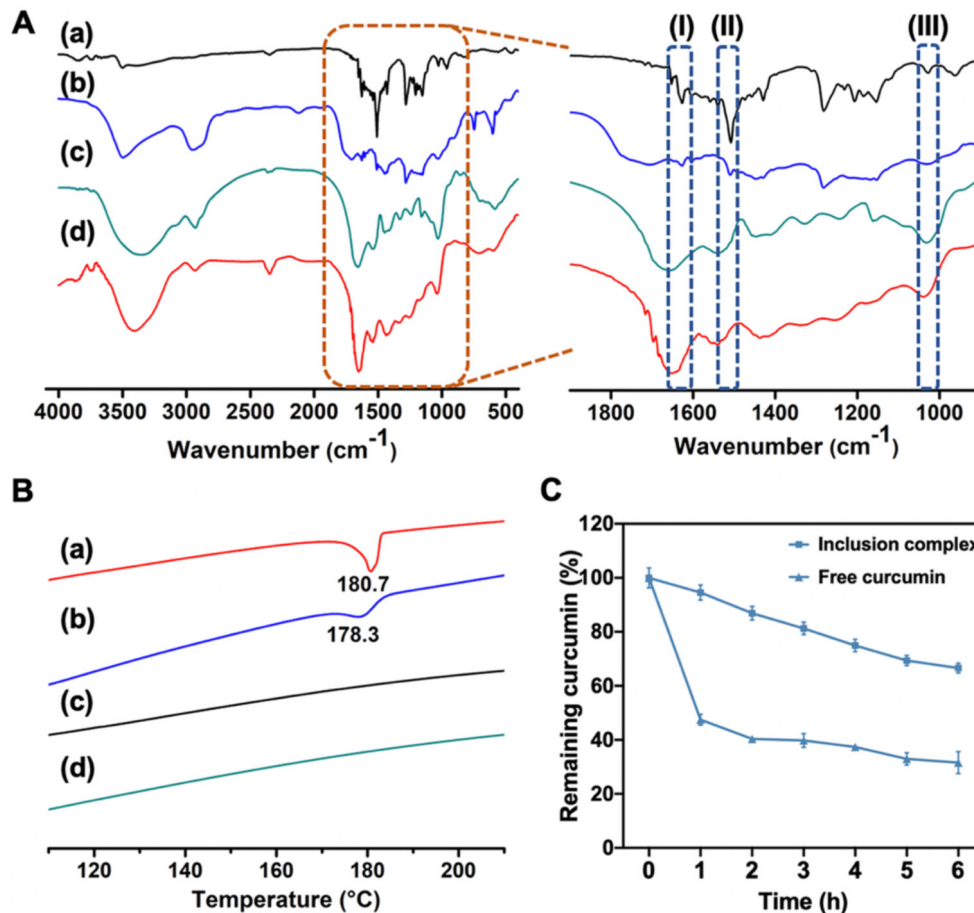 A
(a)
(b)
(c)
(d)
4000 3500 3000 2500 2000 1500 1000 500
Wavenumber (cm-1)
(I) (II) (III)
1800 1600 1400 1200 1000
Wavenumber (cm-1)
B
(a)
180.7
(b)
178.3
(c)
(d)
120 140 160 180 200
Temperature (°C)
C
Remaining curcumin (%)
120
100
80
60
40
20
0
Inclusion complex
Free curcumin
0 1 2 3 4 5 6
Time (h)